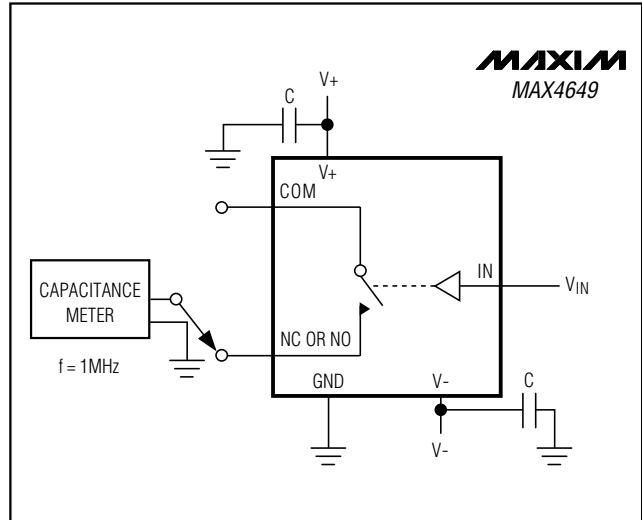 MAXIM
MAX4649
V+
C
V+
COM
IN
VIN
CAPACITANCE
METER
NC OR NO
f = 1MHz
GND
V-
C
V-